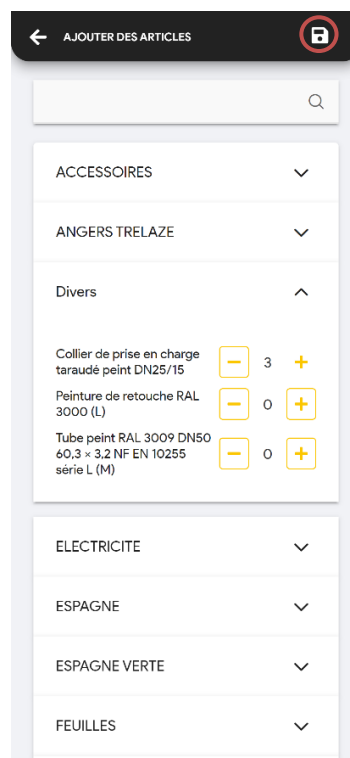 AJOUTER DES ARTICLES
ACCESSOIRES
ANGERS TRELAZE
Divers
Collier de prise en charge
taraudé peint DN25/15
− 3 +
Peinture de retouche RAL
3000 (L)
− 0 +
Tube peint RAL 3009 DN50
60,3 × 3,2 NF EN 10255
série L (M)
− 0 +
ELECTRICITE
ESPAGNE
ESPAGNE VERTE
FEUILLES